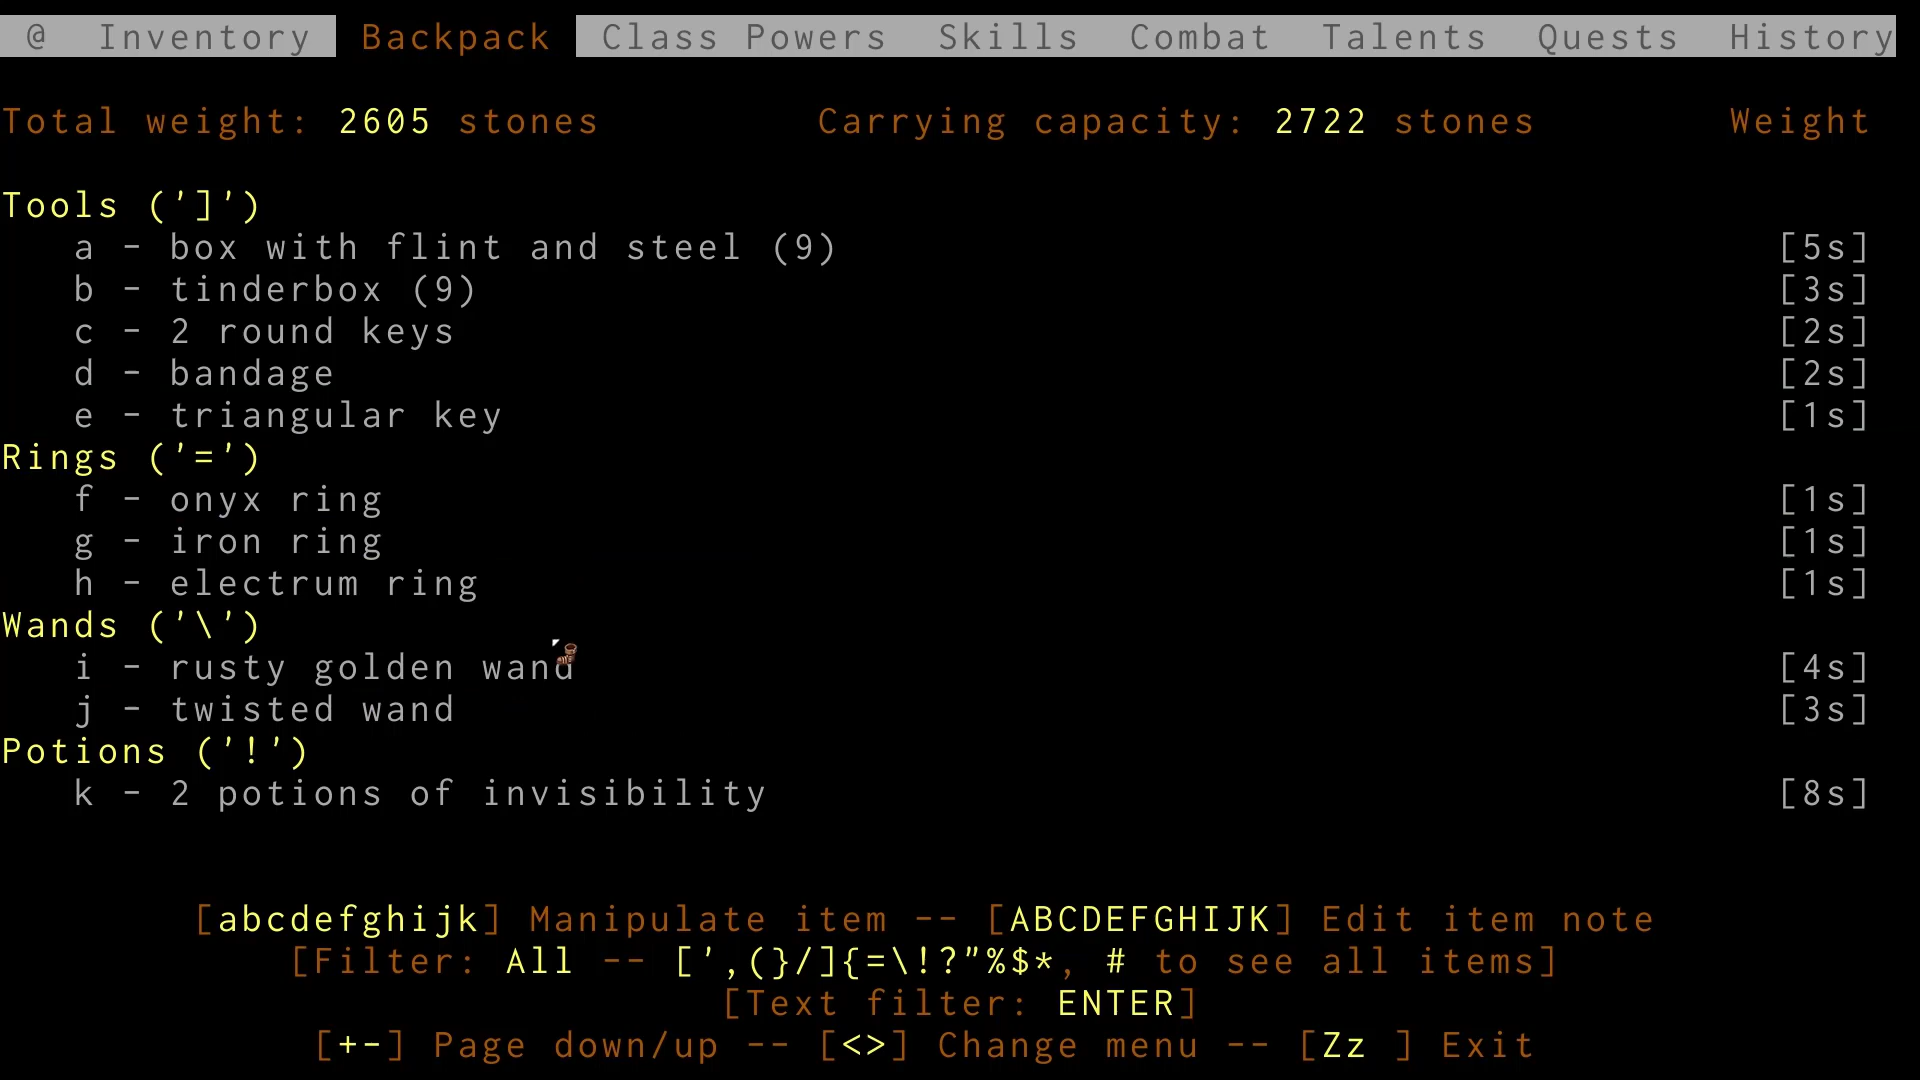 @ Inventory Backpack Class Powers Skills Combat Talents Quests History
Total weight: 2605 stones Carrying capacity: 2722 stones Weight
Tools (']')
a - box with flint and steel (9) [5s]
b - tinderbox (9) [3s]
c - 2 round keys [2s]
d - bandage [2s]
e - triangular key [1s]
Rings ('=')
f - onyx ring [1s]
g - iron ring [1s]
h - electrum ring [1s]
Wands ('\')
i - rusty golden wand [4s]
j - twisted wand [3s]
Potions ('!')
k - 2 potions of invisibility [8s]
[abcdefghijk] Manipulate item -- [ABCDEFGHIJK] Edit item note
[Filter: All -- [',(}/]{=\!?"%$*, # to see all items]
[Text filter: ENTER]
[+-] Page down/up -- [<>] Change menu -- [Zz ] Exit